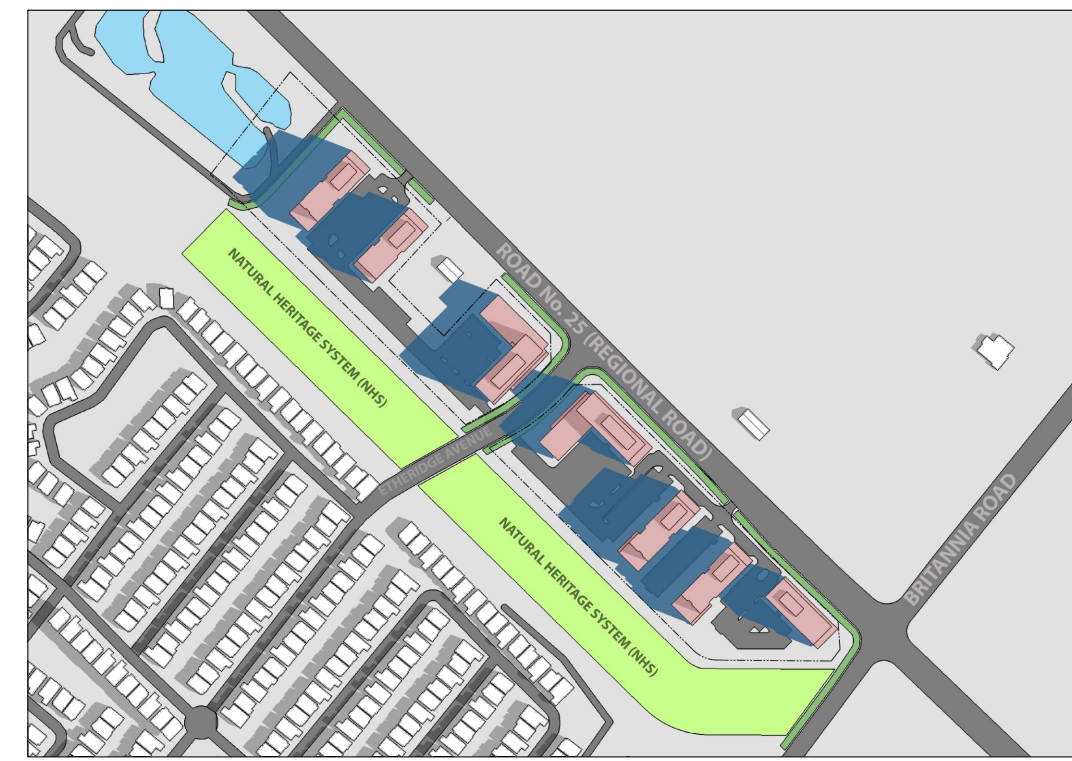 ROAD No. 25 (REGIONAL ROAD)
NATURAL HERITAGE SYSTEM (NHS)
ETHERIDGE AVENUE
BRITANNIA ROAD
NATURAL HERITAGE SYSTEM (NHS)